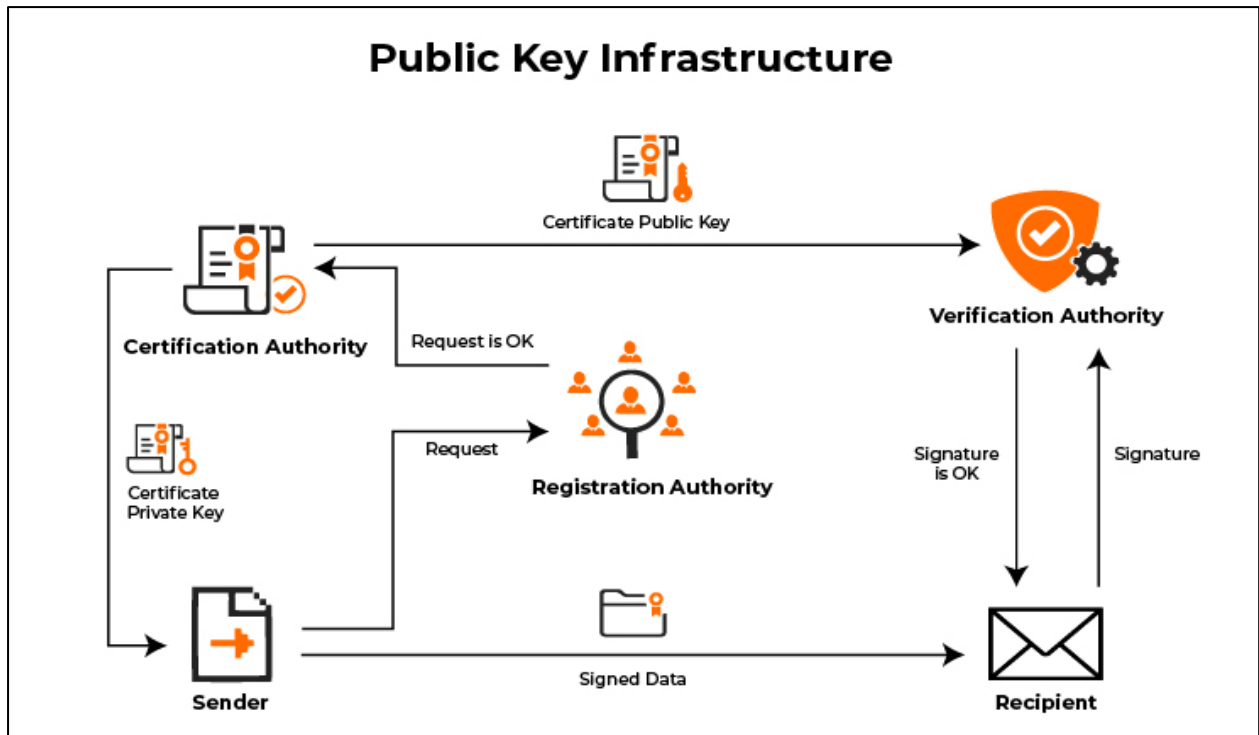 Public Key Infrastructure
Certificate Public Key
Certification Authority
Verification Authority
Request is OK
Request
Registration Authority
Certificate
Private Key
Signature
is OK
Signature
Signed Data
Sender
Recipient